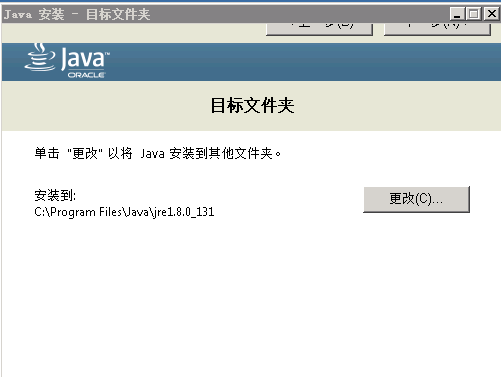 Java 安装 - 目标文件夹
Java™
ORACLE
目标文件夹
单击 "更改" 以将 Java 安装到其他文件夹。
安装到:
C:\Program Files\Java\jre1.8.0_131
更改(C)...